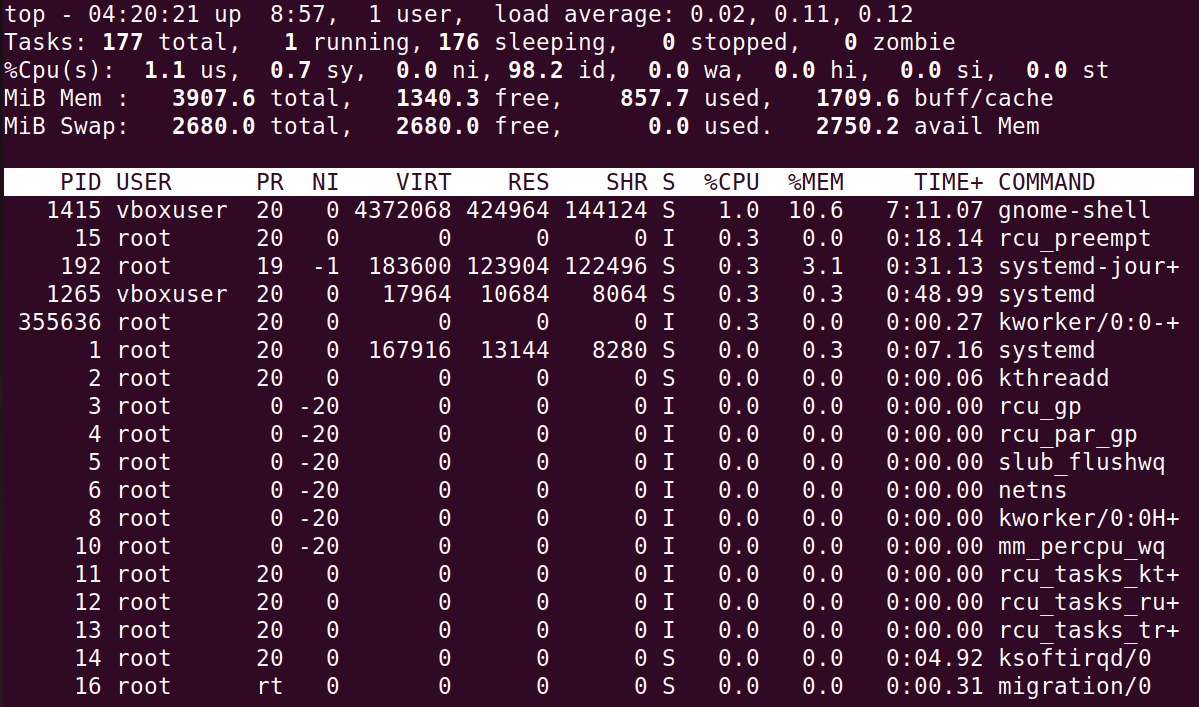 top - 04:20:21 up  8:57,  1 user,  load average: 0.02, 0.11, 0.12
Tasks: 177 total,   1 running, 176 sleeping,   0 stopped,   0 zombie
%Cpu(s):  1.1 us,  0.7 sy,  0.0 ni, 98.2 id,  0.0 wa,  0.0 hi,  0.0 si,  0.0 st
MiB Mem :   3907.6 total,   1340.3 free,    857.7 used,   1709.6 buff/cache
MiB Swap:   2680.0 total,   2680.0 free,      0.0 used.   2750.2 avail Mem
    PID USER      PR  NI    VIRT    RES    SHR S  %CPU  %MEM     TIME+ COMMAND
   1415 vboxuser  20   0 4372068 424964 144124 S   1.0  10.6   7:11.07 gnome-shell
     15 root      20   0       0      0      0 I   0.3   0.0   0:18.14 rcu_preempt
    192 root      19  -1  183600 123904 122496 S   0.3   3.1   0:31.13 systemd-jour+
   1265 vboxuser  20   0   17964  10684   8064 S   0.3   0.3   0:48.99 systemd
 355636 root      20   0       0      0      0 I   0.3   0.0   0:00.27 kworker/0:0-+
      1 root      20   0  167916  13144   8280 S   0.0   0.3   0:07.16 systemd
      2 root      20   0       0      0      0 S   0.0   0.0   0:00.06 kthreadd
      3 root       0 -20       0      0      0 I   0.0   0.0   0:00.00 rcu_gp
      4 root       0 -20       0      0      0 I   0.0   0.0   0:00.00 rcu_par_gp
      5 root       0 -20       0      0      0 I   0.0   0.0   0:00.00 slub_flushwq
      6 root       0 -20       0      0      0 I   0.0   0.0   0:00.00 netns
      8 root       0 -20       0      0      0 I   0.0   0.0   0:00.00 kworker/0:0H+
     10 root       0 -20       0      0      0 I   0.0   0.0   0:00.00 mm_percpu_wq
     11 root      20   0       0      0      0 I   0.0   0.0   0:00.00 rcu_tasks_kt+
     12 root      20   0       0      0      0 I   0.0   0.0   0:00.00 rcu_tasks_ru+
     13 root      20   0       0      0      0 I   0.0   0.0   0:00.00 rcu_tasks_tr+
     14 root      20   0       0      0      0 S   0.0   0.0   0:04.92 ksoftirqd/0
     16 root      rt   0       0      0      0 S   0.0   0.0   0:00.31 migration/0